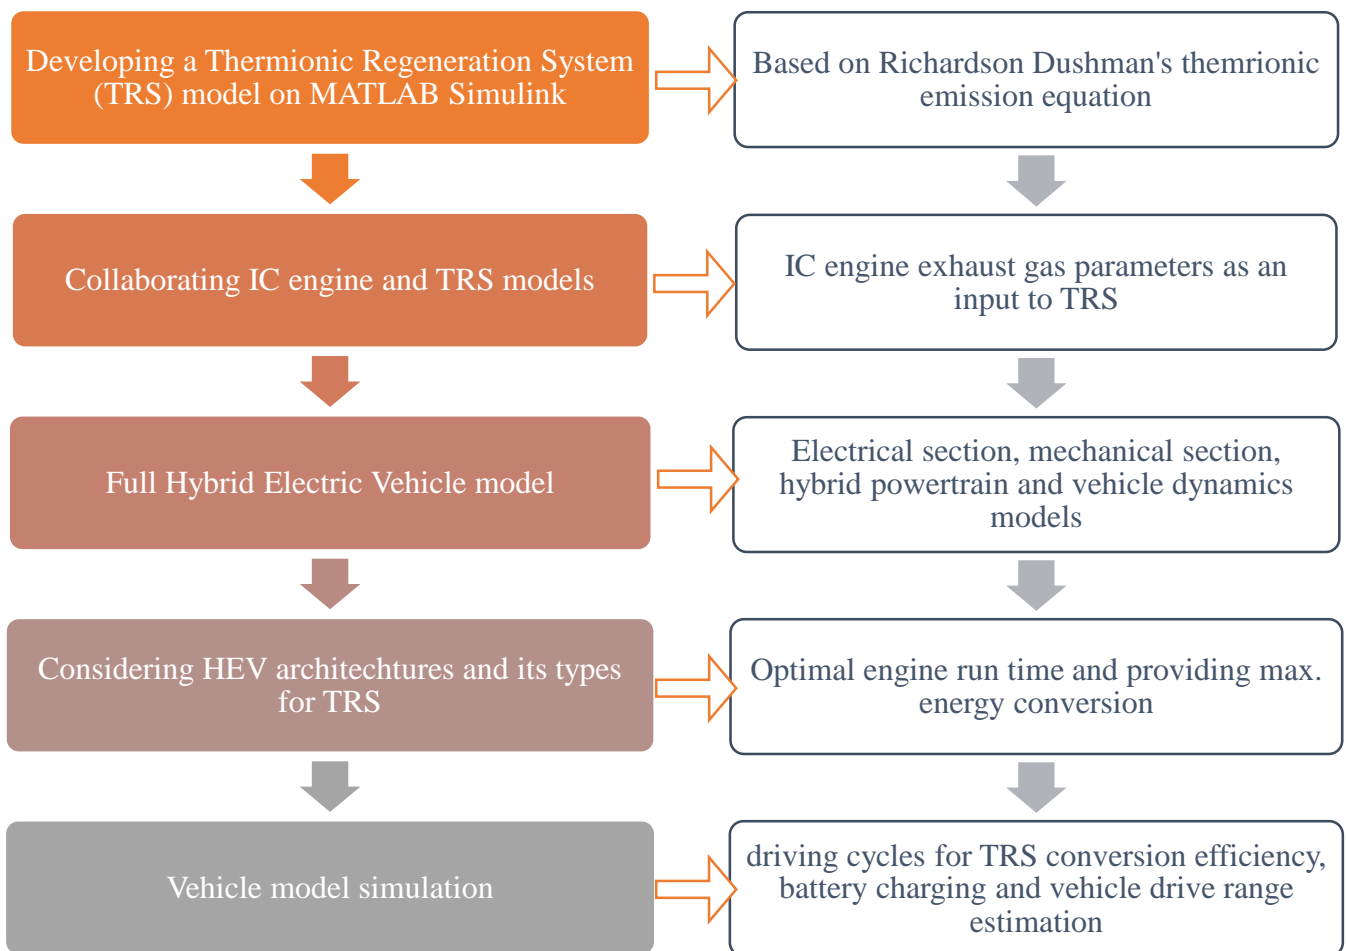 Developing a Thermionic Regeneration System
(TRS) model on MATLAB Simulink
Based on Richardson Dushman's themrionic
emission equation
Collaborating IC engine and TRS models
IC engine exhaust gas parameters as an
input to TRS
Full Hybrid Electric Vehicle model
Electrical section, mechanical section,
hybrid powertrain and vehicle dynamics
models
Considering HEV architechtures and its types
for TRS
Optimal engine run time and providing max.
energy conversion
Vehicle model simulation
driving cycles for TRS conversion efficiency,
battery charging and vehicle drive range
estimation